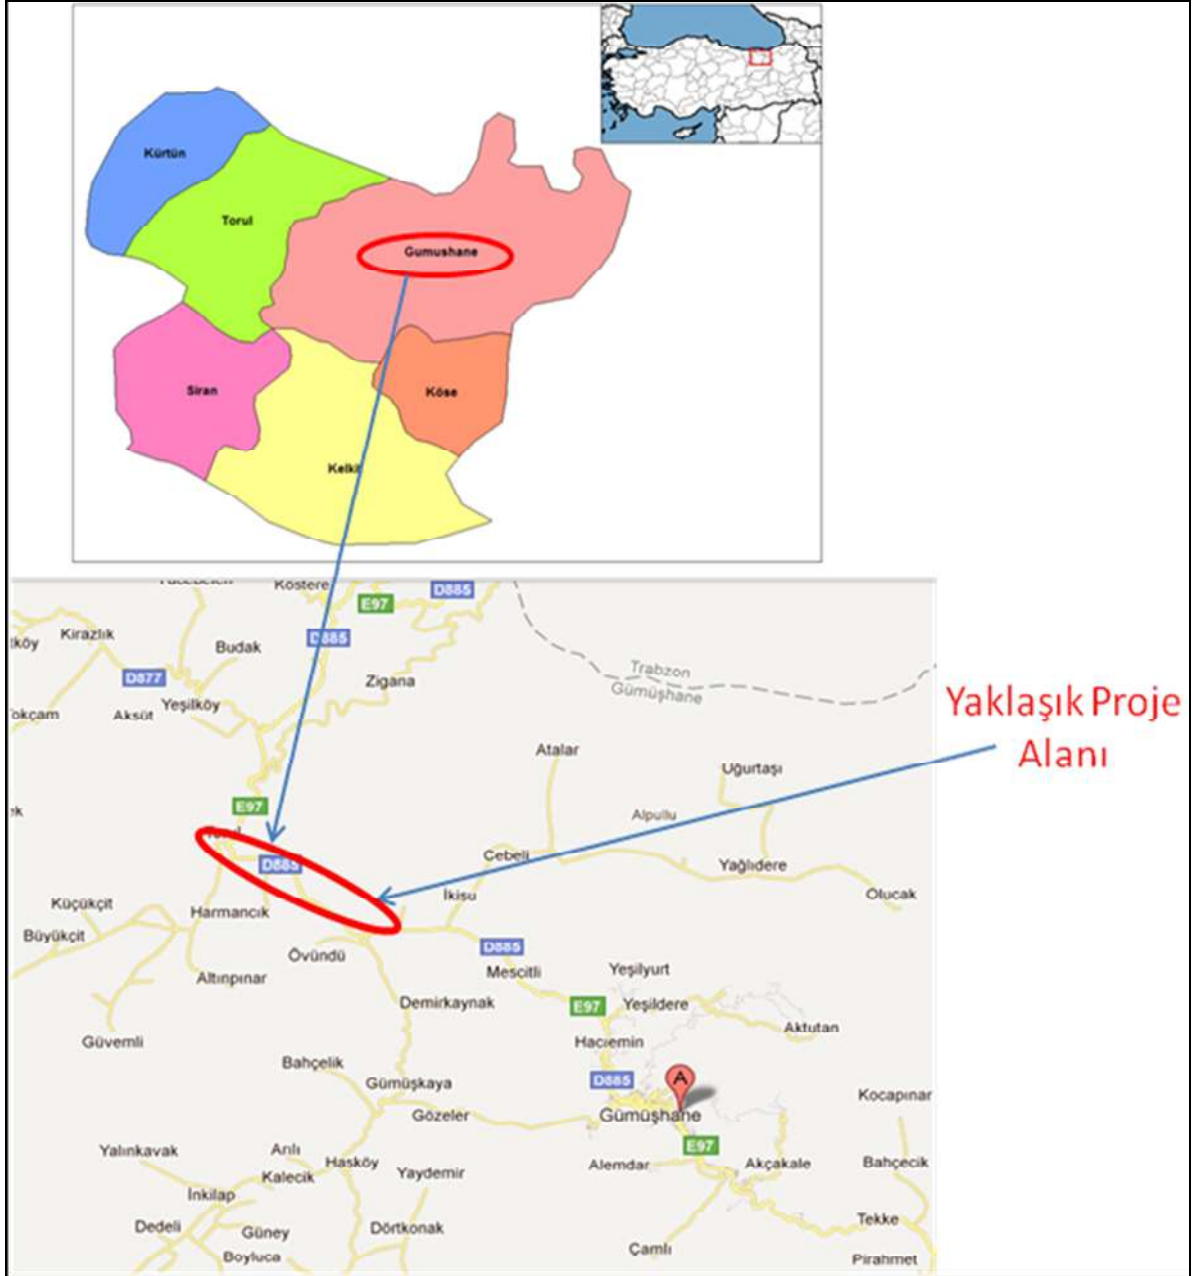 Kürtün
Torul
Gumushane
Siran
Köse
Kelkit
Köstere
D885
E97
D885
Kirazlık
Budak
lköy
Trabzon
Gümüşhane
D877
Zigana
Yeşilköy
okçam
Aksüt
Yaklaşık Proje
Alanı
Atalar
Uğurtaşı
E97
Alpullu
Cebeli
D885
Yağlıdere
Olucak
İkisu
Küçükçit
Harmancık
Büyükçit
D885
Övündü
Mescitli
Yeşilyurt
Altınpınar
Demirkaynak
E97
Yeşildere
Aktutan
Güvemli
Hacıemin
Bahçelik
D885
A
Gümüşkaya
Kocapınar
Gözeler
Gümüşhane
E97
Yalınkavak
Arılı
Hasköy
Alemdar
Akçakale
Bahçecik
Kalecik
Yaydemir
İnkilap
Tekke
Dedeli
Güney
Dörtkonak
Boyluca
Çamlı
Pirahmet